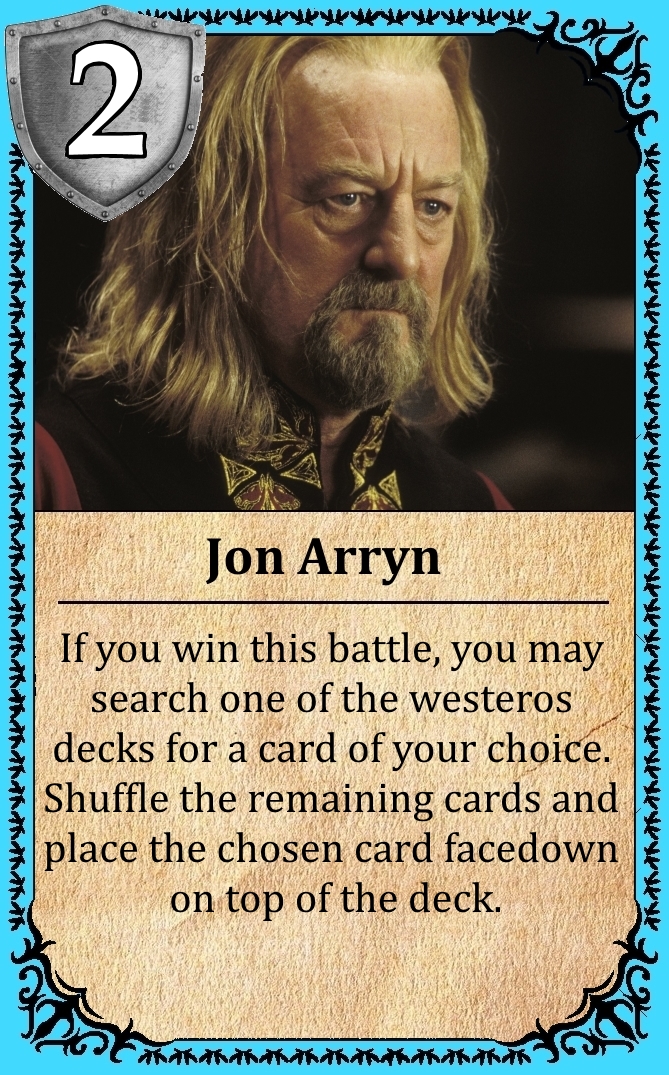 2
Jon Arryn
If you win this battle, you may
search one of the westeros
decks for a card of your choice.
Shuffle the remaining cards and
place the chosen card facedown
on top of the deck.